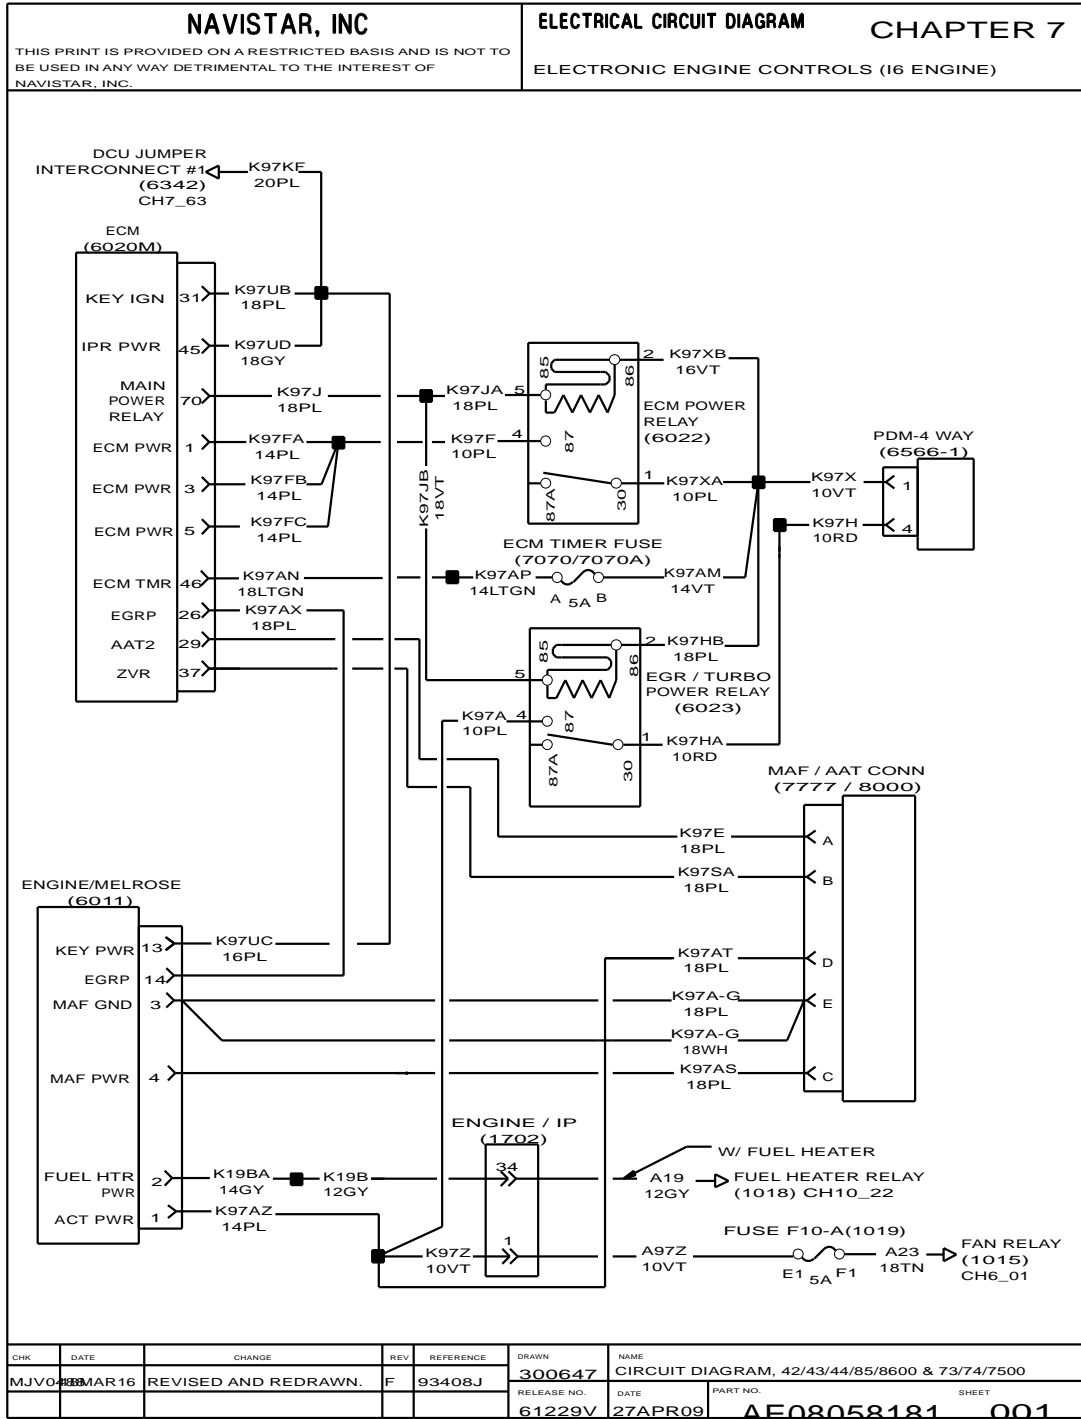 NAVISTAR, INC
THIS PRINT IS PROVIDED ON A RESTRICTED BASIS AND IS NOT TO
BE USED IN ANY WAY DETRIMENTAL TO THE INTEREST OF
NAVISTAR, INC.
ELECTRICAL CIRCUIT DIAGRAM
CHAPTER 7
ELECTRONIC ENGINE CONTROLS (I6 ENGINE)
DCU JUMPER
INTERCONNECT #1
(6342)
CH7_63
K97KF
20PL
ECM
(6020M)
KEY IGN
31
K97UB
18PL
IPR PWR
45
K97UD
18GY
MAIN
POWER
RELAY
70
K97J
18PL
ECM PWR
1
K97FA
14PL
ECM PWR
3
K97FB
14PL
ECM PWR
5
K97FC
14PL
ECM TMR
46
K97AN
18LTGN
EGRP
26
K97AX
18PL
AAT2
29
ZVR
37
K97JA
18PL
5
K97F
10PL
4
K97JB
18VT
85
86
87
87A
30
2
K97XB
16VT
ECM POWER
RELAY
(6022)
1
K97XA
10PL
PDM-4 WAY
(6566-1)
K97X
10VT
1
K97H
10RD
4
ECM TIMER FUSE
(7070/7070A)
K97AP
14LTGN
A
5A
B
K97AM
14VT
85
86
87
87A
30
2
K97HB
18PL
5
EGR / TURBO
POWER RELAY
(6023)
K97A
10PL
4
1
K97HA
10RD
MAF / AAT CONN
(7777 / 8000)
K97E
18PL
A
K97SA
18PL
B
K97AT
18PL
D
K97A-G
18PL
E
K97A-G
18WH
K97AS
18PL
C
ENGINE/MELROSE
(6011)
KEY PWR
13
K97UC
16PL
EGRP
14
MAF GND
3
MAF PWR
4
FUEL HTR
PWR
2
K19BA
14GY
K19B
12GY
ACT PWR
1
K97AZ
14PL
ENGINE / IP
(1702)
34
1
K97Z
10VT
W/ FUEL HEATER
A19
12GY
FUEL HEATER RELAY
(1018) CH10_22
FUSE F10-A(1019)
A97Z
10VT
E1
5A
F1
A23
18TN
FAN RELAY
(1015)
CH6_01
CHK
DATE
CHANGE
REV
REFERENCE
DRAWN
300647
NAME
CIRCUIT DIAGRAM, 42/43/44/85/8600 & 73/74/7500
MAR16
REVISED AND REDRAWN.
F
93408J
RELEASE NO.
61229V
DATE
27APR09
PART NO.
AE08058181
SHEET
001